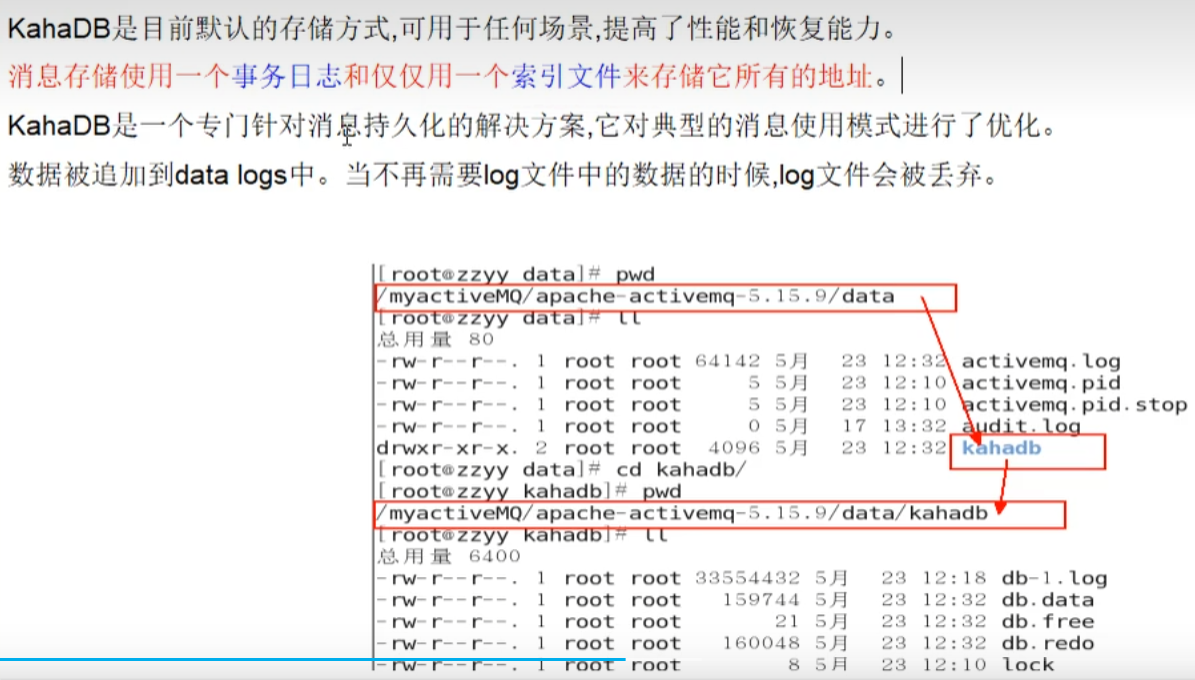 KahaDB是目前默认的存储方式,可用于任何场景,提高了性能和恢复能力。
消息存储使用一个事务日志和仅仅用一个索引文件来存储它所有的地址。
KahaDB是一个专门针对消息持久化的解决方案,它对典型的消息使用模式进行了优化。
数据被追加到data logs中。当不再需要log文件中的数据的时候,log文件会被丢弃。
[root@zzyy data]# pwd
/myactiveMQ/apache-activemq-5.15.9/data
[root@zzyy data]# ll
总用量 80
-rw-r--r--. 1 root root 64142 5月 23 12:32 activemq.log
-rw-r--r--. 1 root root 5 5月 23 12:10 activemq.pid
-rw-r--r--. 1 root root 5 5月 23 12:10 activemq.pid.stop
-rw-r--r--. 1 root root 0 5月 17 13:32 audit.log
drwxr-xr-x. 2 root root 4096 5月 23 12:32 kahadb
[root@zzyy data]# cd kahadb/
[root@zzyy kahadb]# pwd
/myactiveMQ/apache-activemq-5.15.9/data/kahadb
[root@zzyy kahadb]# ll
总用量 6400
-rw-r--r--. 1 root root 33554432 5月 23 12:18 db-1.log
-rw-r--r--. 1 root root 159744 5月 23 12:32 db.data
-rw-r--r--. 1 root root 21 5月 23 12:32 db.free
-rw-r--r--. 1 root root 160048 5月 23 12:32 db.redo
-rw-r--r--. 1 root root 8 5月 23 12:10 lock